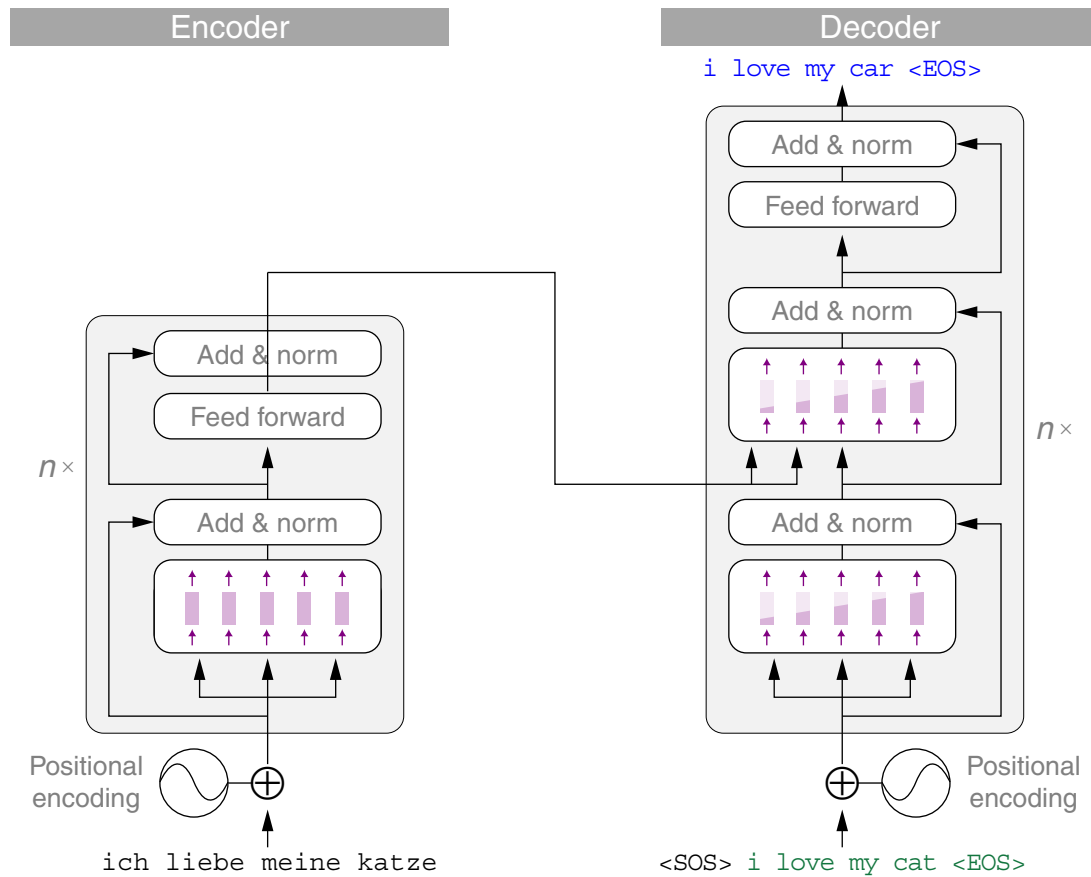 Encoder
Add & norm
Feed forward
n×
Add & norm
Positional
encoding
ich liebe meine katze
Decoder
i love my car <EOS>
Add & norm
Feed forward
Add & norm
n×
Add & norm
Positional
encoding
<SOS> i love my cat <EOS>